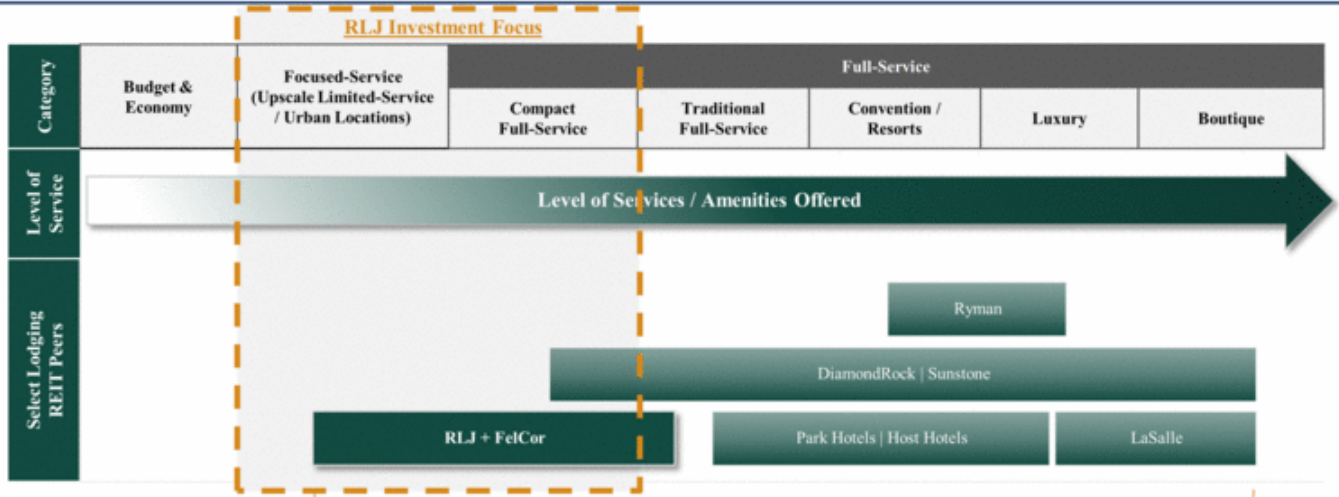 RLJ Investment Focus
Category
Budget &
Economy
Focused-Service
(Upscale Limited-Service
/ Urban Locations)
Full-Service
Compact
Full-Service
Traditional
Full-Service
Convention /
Resorts
Luxury
Boutique
Level of
Service
Level of Services / Amenities Offered
Select Lodging
REIT Peers
Ryman
DiamondRock | Sunstone
RLJ + FelCor
Park Hotels | Host Hotels
LaSalle